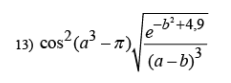 13) cos²(a³ − π)√(e^(−b²+4,9)/(a−b)³)